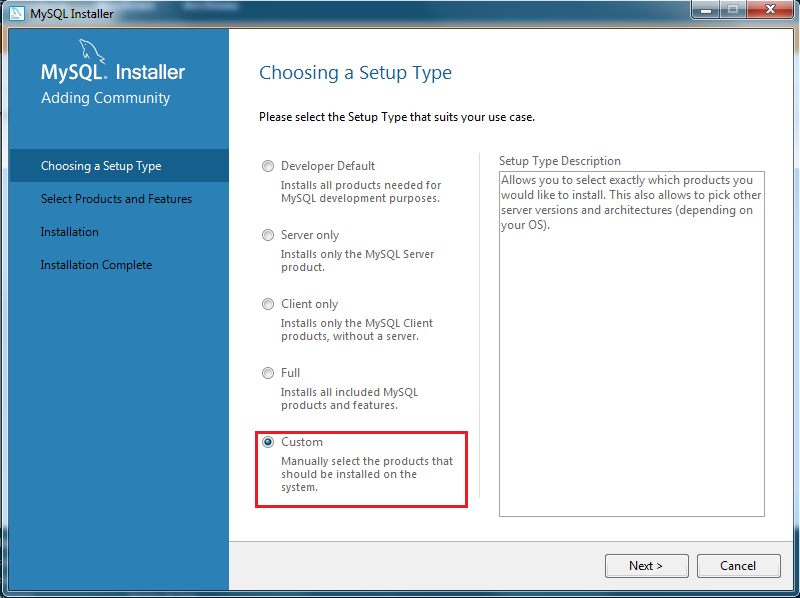 MySQL Installer
MySQL. Installer
Adding Community
Choosing a Setup Type
Select Products and Features
Installation
Installation Complete
Choosing a Setup Type
Please select the Setup Type that suits your use case.
Developer Default
Installs all products needed for
MySQL development purposes.
Server only
Installs only the MySQL Server
product.
Client only
Installs only the MySQL Client
products, without a server.
Full
Installs all included MySQL
products and features.
Custom
Manually select the products that
should be installed on the
system.
Setup Type Description
Allows you to select exactly which products you
would like to install. This also allows to pick other
server versions and architectures (depending on
your OS).
Next >
Cancel